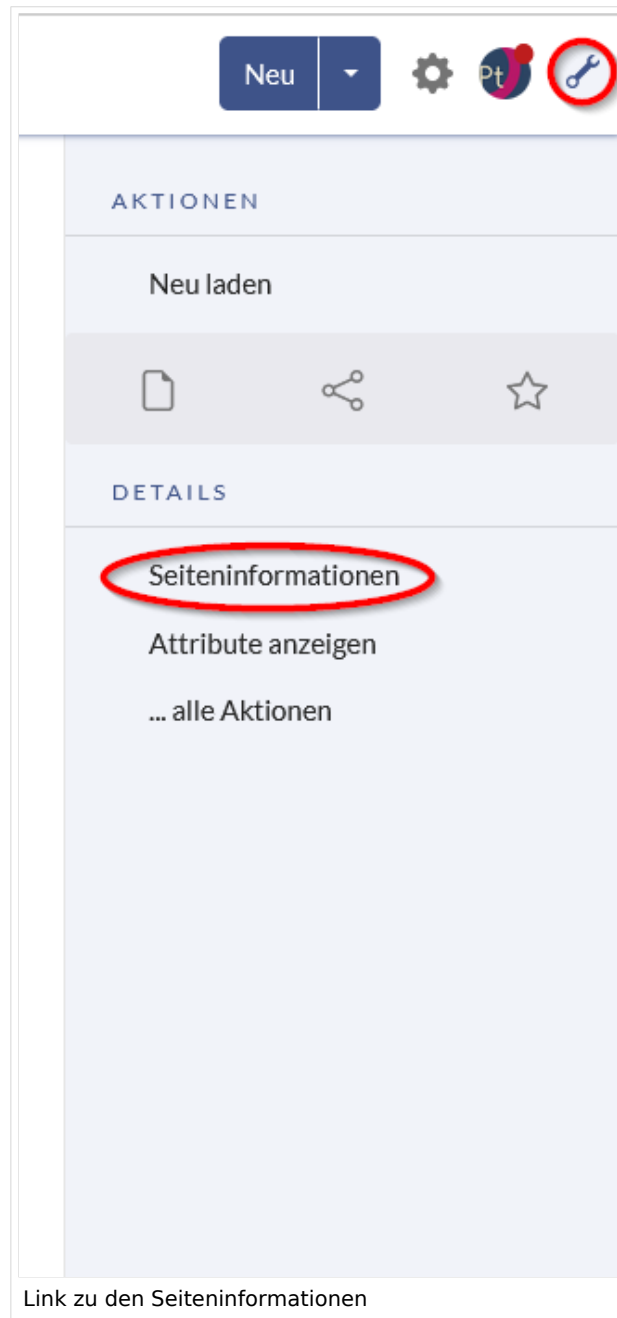 Neu
Pt
AKTIONEN
Neu laden
DETAILS
Seiteninformationen
Attribute anzeigen
... alle Aktionen
Link zu den Seiteninformationen